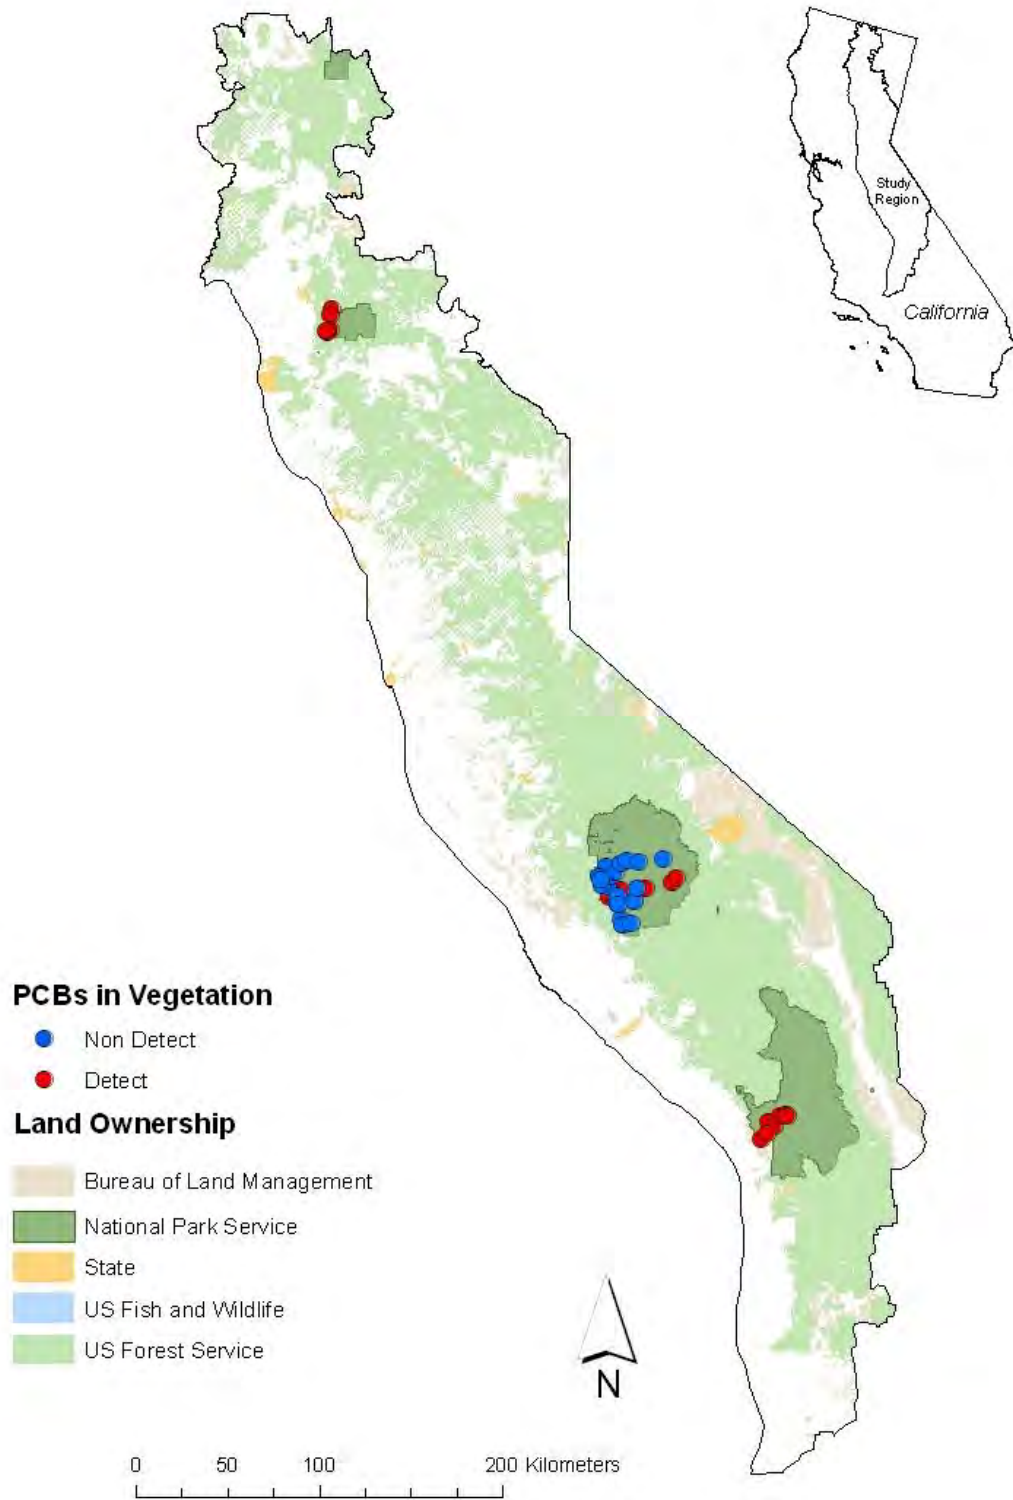 Study
Region
California
PCBs in Vegetation
Non Detect
Detect
Land Ownership
Bureau of Land Management
National Park Service
State
US Fish and Wildlife
US Forest Service
N
0 50 100 200 Kilometers